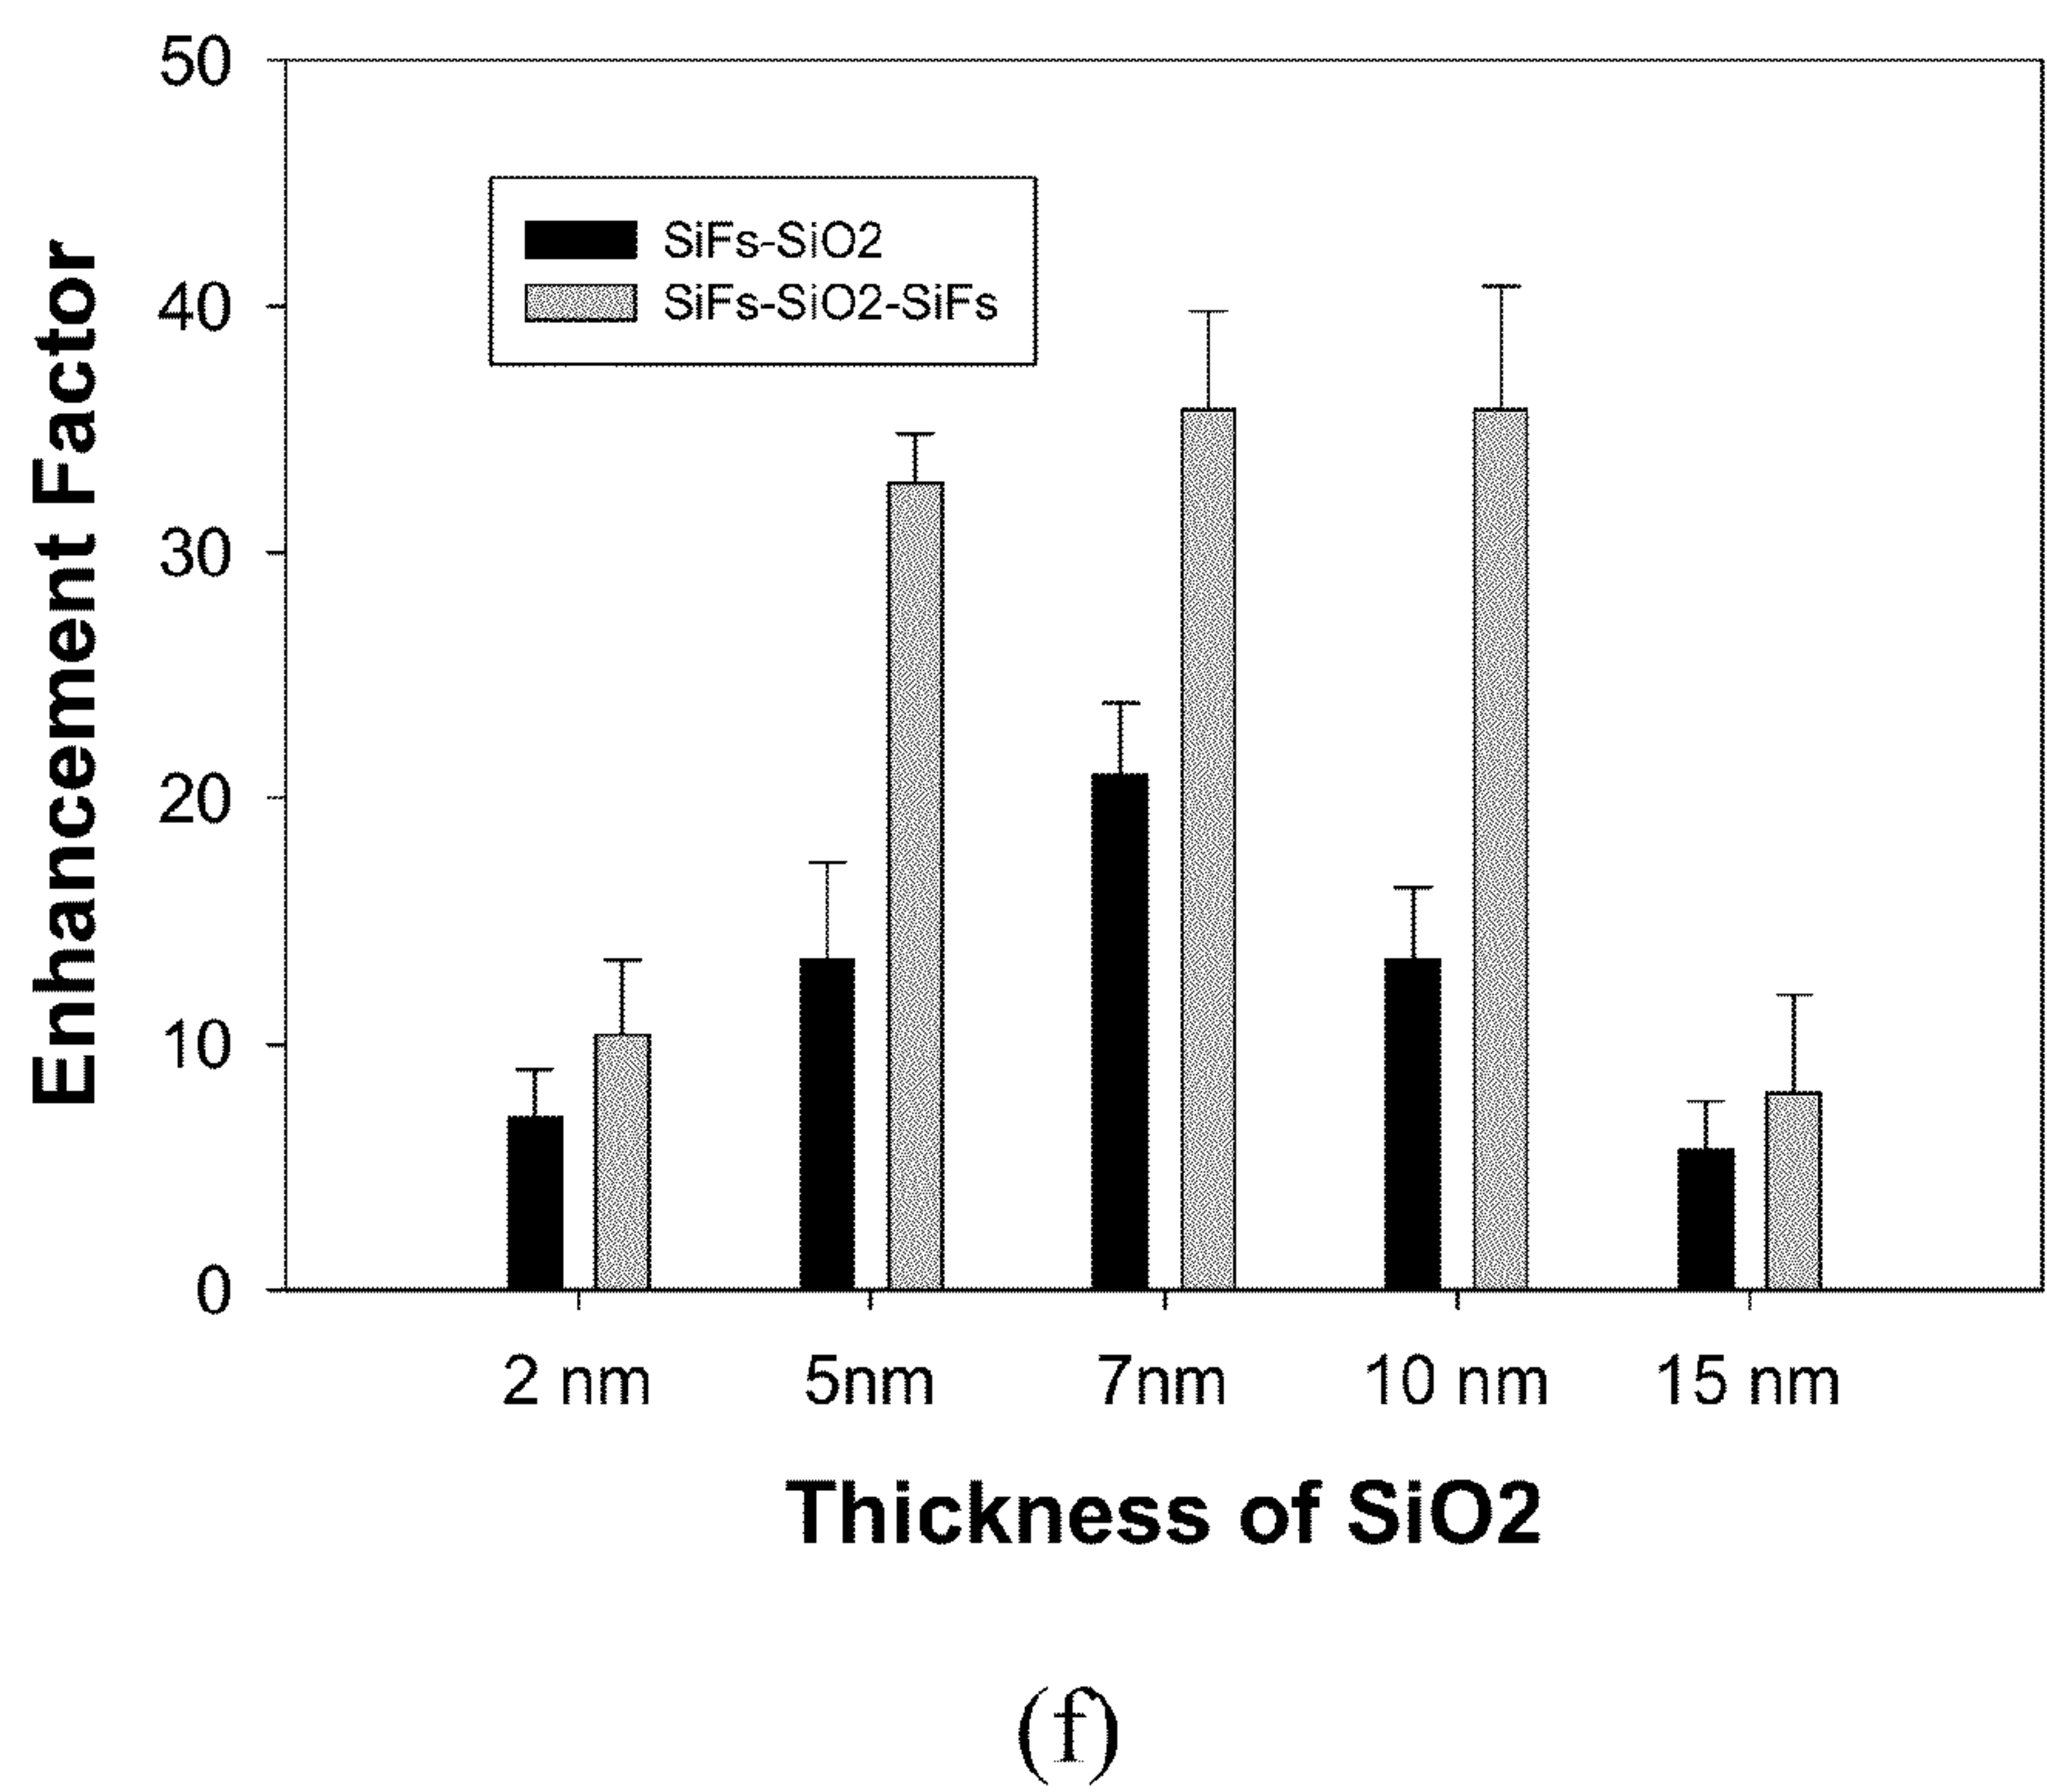 50
40
30
20
10
0
Enhancement Factor
SiFs-SiO2
SiFs-SiO2-SiFs
2 nm 5nm 7nm 10 nm 15 nm
Thickness of SiO2
(f)